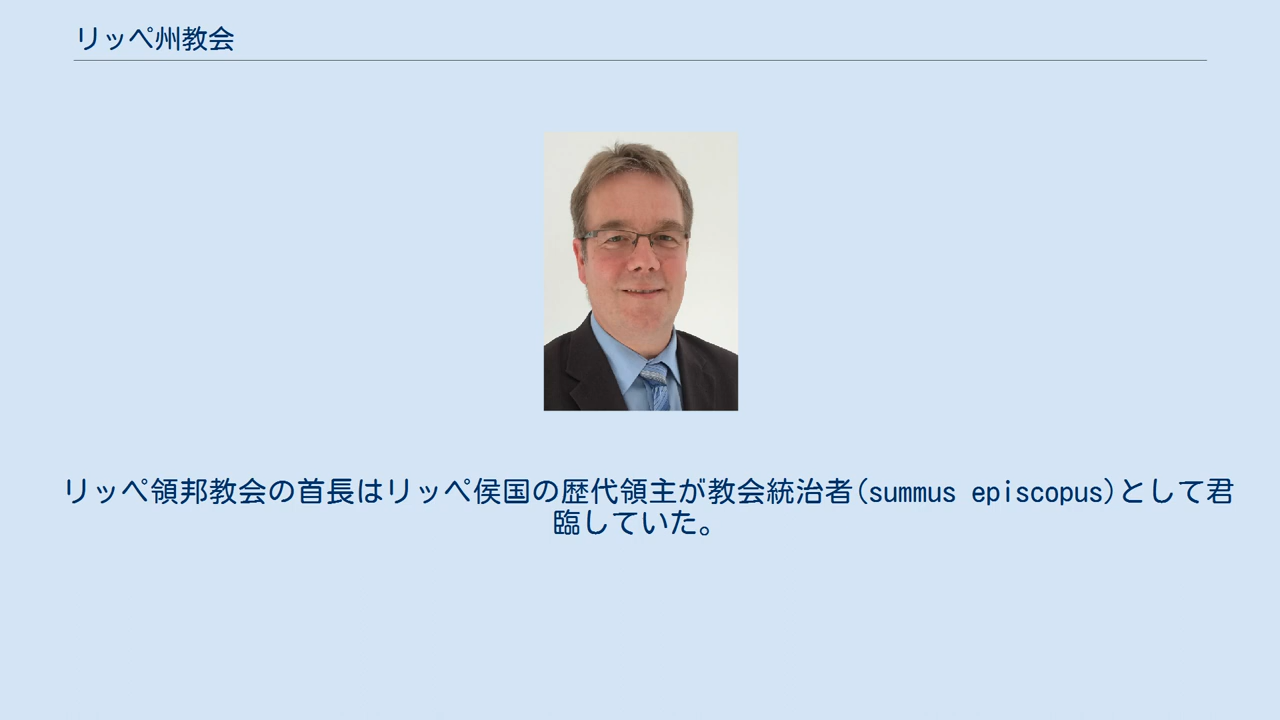 リッペ州教会
リッペ領邦教会の首長はリッペ侯国の歴代領主が教会統治者(summus episcopus)として君
臨していた。